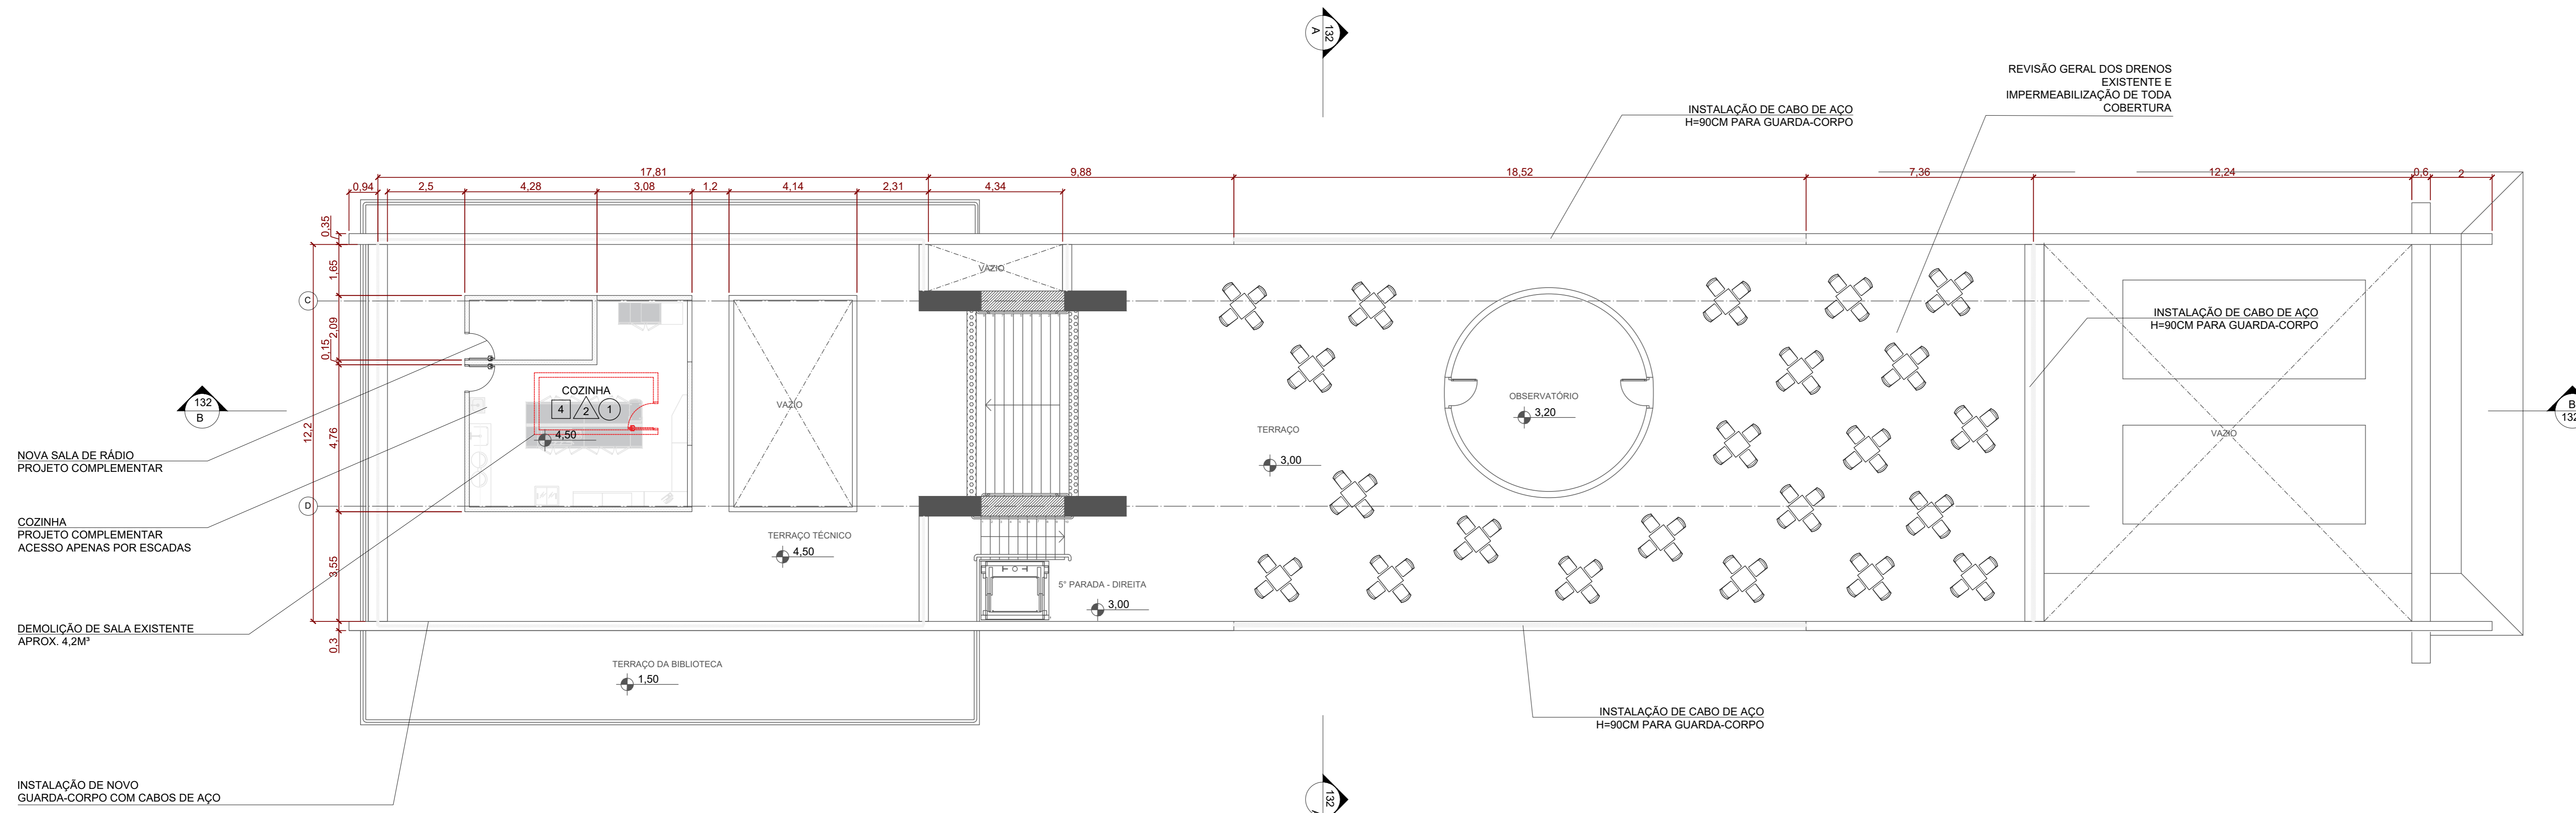 132
A
REVISÃO GERAL DOS DRENOS
EXISTENTE E
IMPERMEABILIZAÇÃO DE TODA
COBERTURA
INSTALAÇÃO DE CABO DE AÇO
H=90CM PARA GUARDA-CORPO
17,81
9,88
18,52
7,36
12,24
0,6
2
0,94
2,5
4,28
3,08
1,2
4,14
2,31
4,34
0,35
1,65
2,09
0,15
4,76
3,55
0,3
12,2
C
D
VAZIO
INSTALAÇÃO DE CABO DE AÇO
H=90CM PARA GUARDA-CORPO
COZINHA
4
2
1
4,50
VAZIO
OBSERVATÓRIO
3,20
TERRAÇO
3,00
VAZIO
132
B
B
132
NOVA SALA DE RÁDIO
PROJETO COMPLEMENTAR
COZINHA
PROJETO COMPLEMENTAR
ACESSO APENAS POR ESCADAS
TERRAÇO TÉCNICO
4,50
5° PARADA - DIREITA
3,00
DEMOLIÇÃO DE SALA EXISTENTE
APROX. 4,2M³
TERRAÇO DA BIBLIOTECA
1,50
INSTALAÇÃO DE CABO DE AÇO
H=90CM PARA GUARDA-CORPO
INSTALAÇÃO DE NOVO
GUARDA-CORPO COM CABOS DE AÇO
132